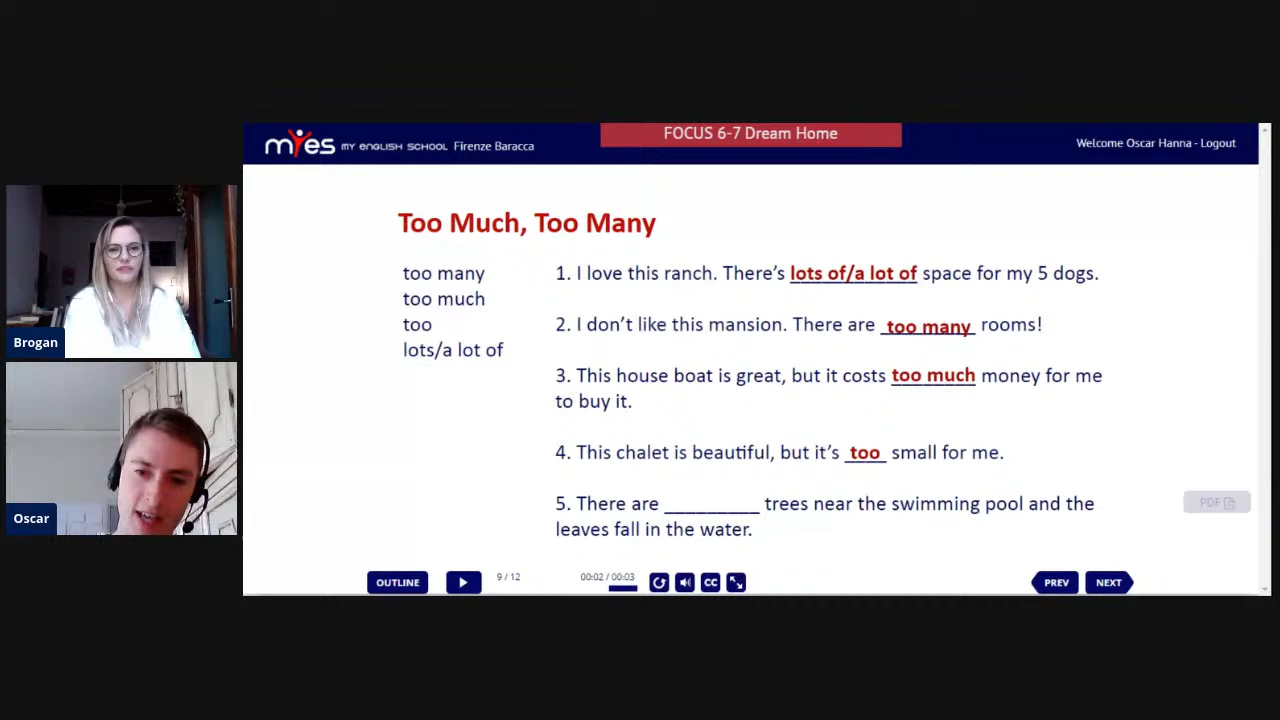 FOCUS 6-7 Dream Home
myes MY ENGLISH SCHOOL Firenze Baracca
Welcome Oscar Hanna - Logout
Too Much, Too Many
too many
too much
too
lots/a lot of
1. I love this ranch. There's lots of/a lot of space for my 5 dogs.
2. I don't like this mansion. There are too many rooms!
3. This house boat is great, but it costs too much money for me
to buy it.
4. This chalet is beautiful, but it's too small for me.
5. There are _________ trees near the swimming pool and the
leaves fall in the water.
Brogan
Oscar
PDF
OUTLINE
9 / 12
00:02 / 00:03
CC
PREV
NEXT